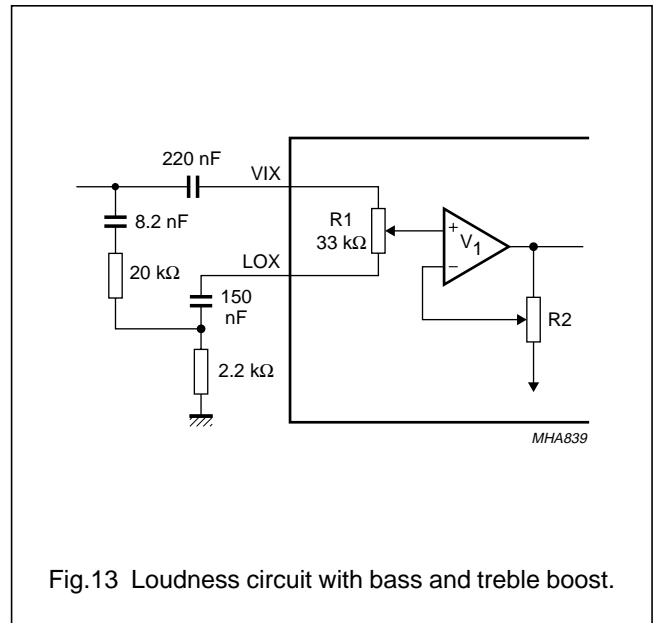 220 nF
VIX
8.2 nF
R1
33 kΩ
+
V1
−
20 kΩ
LOX
150
nF
R2
2.2 kΩ
MHA839
Fig.13 Loudness circuit with bass and treble boost.